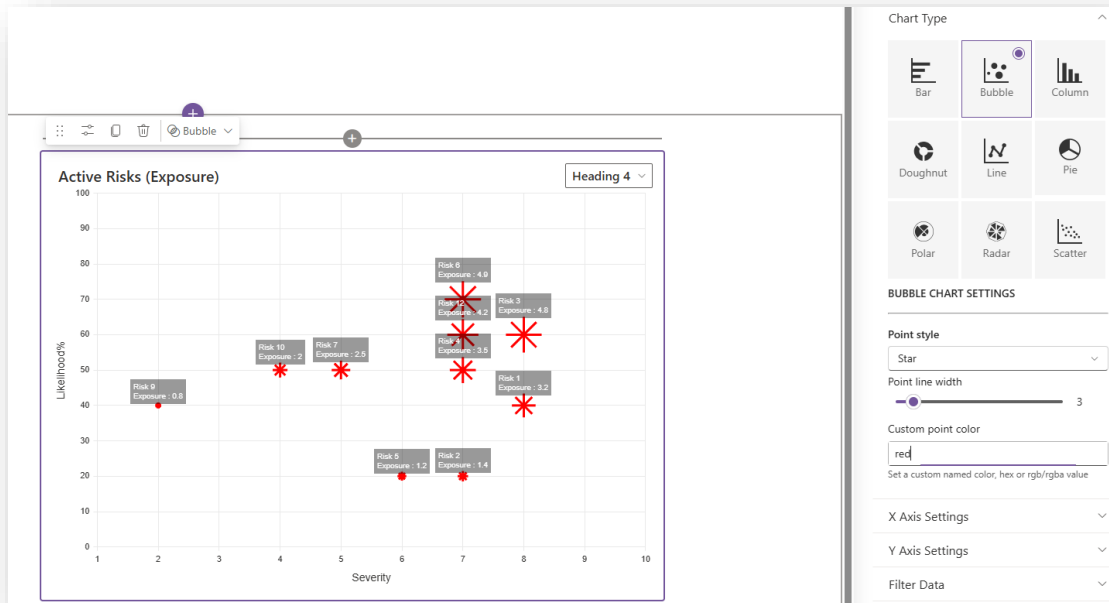 Bubble
Active Risks (Exposure)
Heading 4
100
90
80
70
60
50
40
30
20
10
0
Likelihood%
Risk 6
Exposure : 4.9
Risk 12
Exposure : 4.2
Risk 3
Exposure : 4.8
Risk 4
Exposure : 3.5
Risk 10
Exposure : 2
Risk 7
Exposure : 2.5
Risk 9
Exposure : 0.8
Risk 1
Exposure : 3.2
Risk 5
Exposure : 1.2
Risk 2
Exposure : 1.4
1 2 3 4 5 6 7 8 9 10
Severity
Chart Type
Bar Bubble Column
Doughnut Line Pie
Polar Radar Scatter
BUBBLE CHART SETTINGS
Point style
Star
Point line width
3
Custom point color
red
Set a custom named color, hex or rgb/rgba value
X Axis Settings
Y Axis Settings
Filter Data